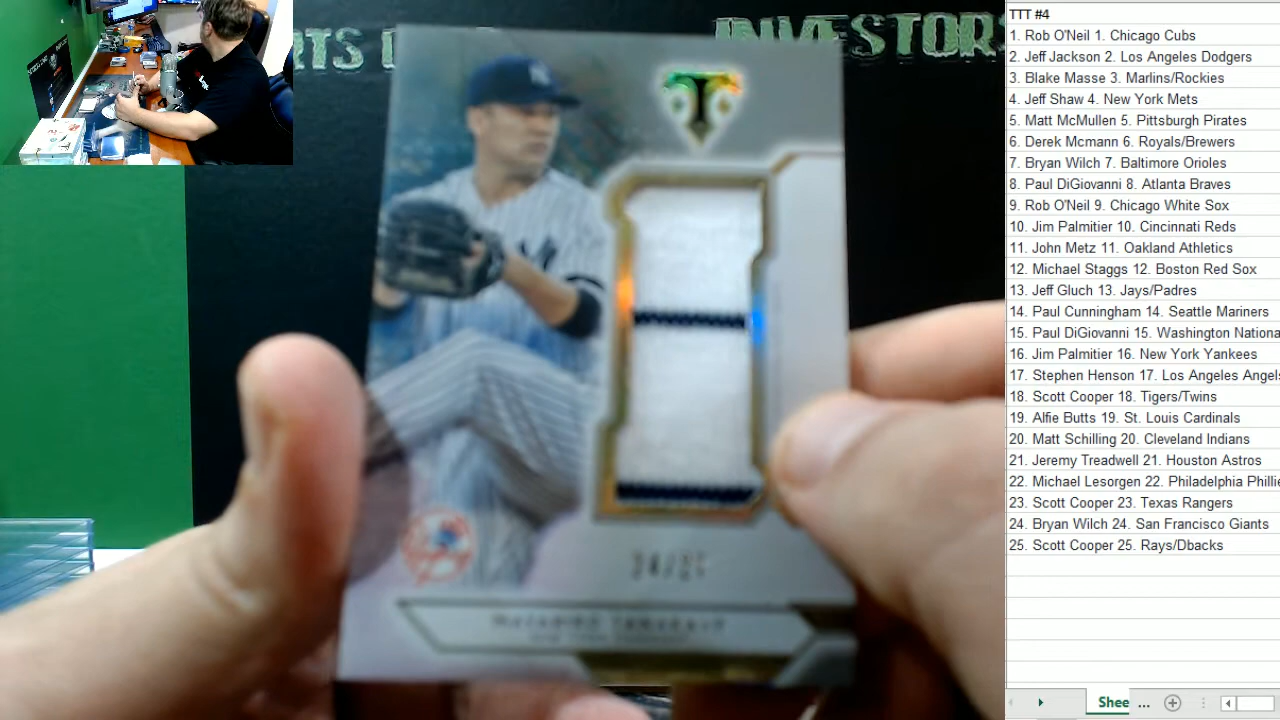 RTS
INVESTORS
T
TTT #4
1. Rob O'Neil 1. Chicago Cubs
2. Jeff Jackson 2. Los Angeles Dodgers
3. Blake Masse 3. Marlins/Rockies
4. Jeff Shaw 4. New York Mets
5. Matt McMullen 5. Pittsburgh Pirates
6. Derek Mcmann 6. Royals/Brewers
7. Bryan Wilch 7. Baltimore Orioles
8. Paul DiGiovanni 8. Atlanta Braves
9. Rob O'Neil 9. Chicago White Sox
10. Jim Palmitier 10. Cincinnati Reds
11. John Metz 11. Oakland Athletics
12. Michael Staggs 12. Boston Red Sox
13. Jeff Gluch 13. Jays/Padres
14. Paul Cunningham 14. Seattle Mariners
15. Paul DiGiovanni 15. Washington Nationa
16. Jim Palmitier 16. New York Yankees
17. Stephen Henson 17. Los Angeles Angels
18. Scott Cooper 18. Tigers/Twins
19. Alfie Butts 19. St. Louis Cardinals
20. Matt Schilling 20. Cleveland Indians
21. Jeremy Treadwell 21. Houston Astros
22. Michael Lesorgen 22. Philadelphia Phillie
23. Scott Cooper 23. Texas Rangers
24. Bryan Wilch 24. San Francisco Giants
25. Scott Cooper 25. Rays/Dbacks
Shee ...
MASAHIRO TANAKA